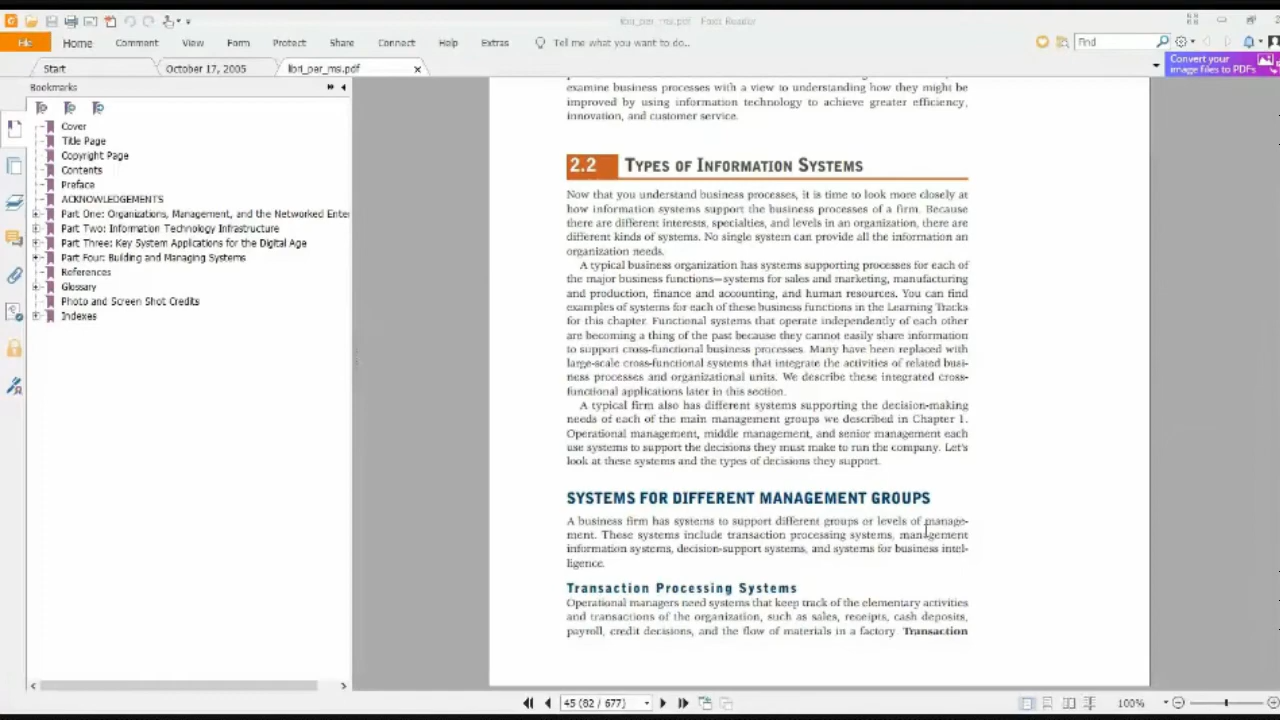 libri_per_msi.pdf - Foxit Reader
File Home Comment View Form Protect Share Connect Help Extras Tell me what you want to do.. Find
Start October 17, 2005 libri_per_msi.pdf
Convert your
image files to PDFs
Bookmarks
Cover
Title Page
Copyright Page
Contents
Preface
ACKNOWLEDGEMENTS
Part One: Organizations, Management, and the Networked Enter
Part Two: Information Technology Infrastructure
Part Three: Key System Applications for the Digital Age
Part Four: Building and Managing Systems
References
Glossary
Photo and Screen Shot Credits
Indexes
examine business processes with a view to understanding how they might be
improved by using information technology to achieve greater efficiency,
innovation, and customer service.
2.2 TYPES OF INFORMATION SYSTEMS
Now that you understand business processes, it is time to look more closely at
how information systems support the business processes of a firm. Because
there are different interests, specialties, and levels in an organization, there are
different kinds of systems. No single system can provide all the information an
organization needs.
A typical business organization has systems supporting processes for each of
the major business functions—systems for sales and marketing, manufacturing
and production, finance and accounting, and human resources. You can find
examples of systems for each of these business functions in the Learning Tracks
for this chapter. Functional systems that operate independently of each other
are becoming a thing of the past because they cannot easily share information
to support cross-functional business processes. Many have been replaced with
large-scale cross-functional systems that integrate the activities of related busi-
ness processes and organizational units. We describe these integrated cross-
functional applications later in this section.
A typical firm also has different systems supporting the decision-making
needs of each of the main management groups we described in Chapter 1.
Operational management, middle management, and senior management each
use systems to support the decisions they must make to run the company. Let's
look at these systems and the types of decisions they support.
SYSTEMS FOR DIFFERENT MANAGEMENT GROUPS
A business firm has systems to support different groups or levels of manage-
ment. These systems include transaction processing systems, management
information systems, decision-support systems, and systems for business intel-
ligence.
Transaction Processing Systems
Operational managers need systems that keep track of the elementary activities
and transactions of the organization, such as sales, receipts, cash deposits,
payroll, credit decisions, and the flow of materials in a factory. Transaction
45 (82 / 677) 100%